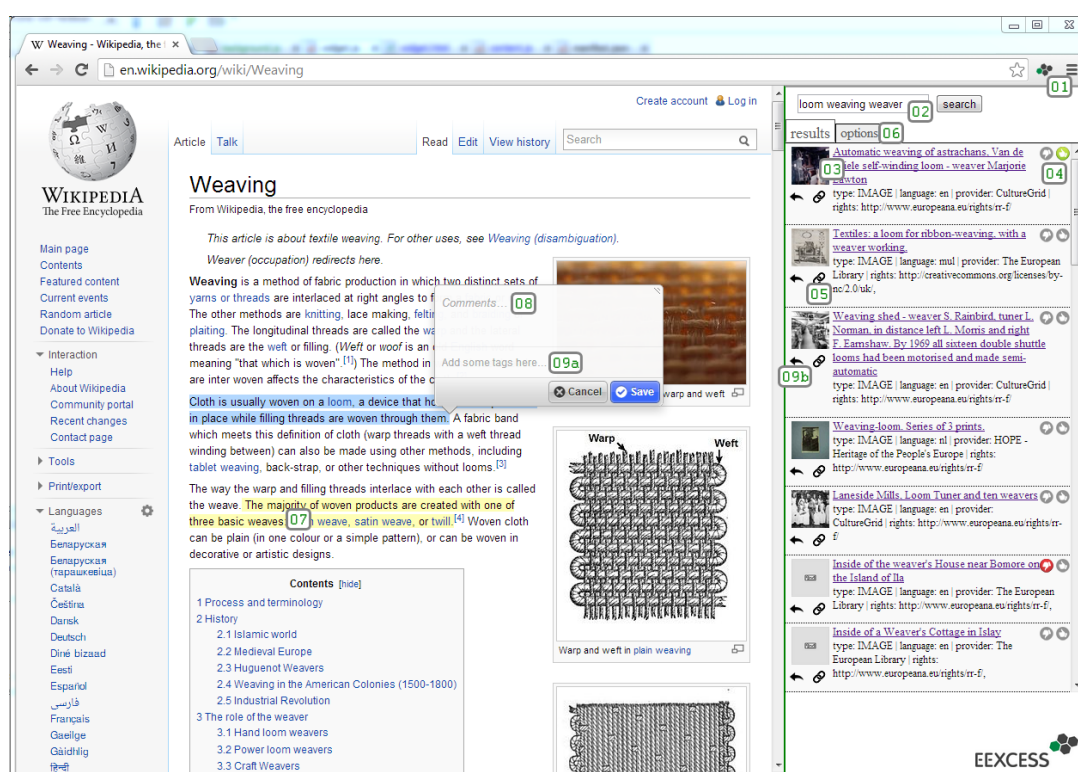 W Weaving - Wikipedia, the
en.wikipedia.org/wiki/Weaving
01
Create account Log in
Article Talk Read Edit View history Search
WIKIPEDIA
The Free Encyclopedia
Main page
Contents
Featured content
Current events
Random article
Donate to Wikipedia
Interaction
Help
About Wikipedia
Community portal
Recent changes
Contact page
Tools
Print/export
Languages
العربية
Беларуская
Беларуская
(тарашкевіца)
Català
Čeština
Dansk
Deutsch
Diné bizaad
Eesti
Español
فارسی
Français
Gaeilge
Gàidhlig
हिन्दी
Weaving
From Wikipedia, the free encyclopedia
This article is about textile weaving. For other uses, see Weaving (disambiguation).
Weaver (occupation) redirects here.
Weaving is a method of fabric production in which two distinct sets of
yarns or threads are interlaced at right angles to f
The other methods are knitting, lace making, felti
plaiting. The longitudinal threads are called the wa
threads are the weft or filling. (Weft or woof is an
meaning "that which is woven".[1]) The method in
are inter woven affects the characteristics of the c
Cloth is usually woven on a loom, a device that ho
in place while filling threads are woven through them. A fabric band
which meets this definition of cloth (warp threads with a weft thread
winding between) can also be made using other methods, including
tablet weaving, back-strap, or other techniques without looms.[3]
The way the warp and filling threads interlace with each other is called
the weave. The majority of woven products are created with one of
three basic weaves 07 n weave, satin weave, or twill.[4] Woven cloth
can be plain (in one colour or a simple pattern), or can be woven in
decorative or artistic designs.
Contents [hide]
1 Process and terminology
2 History
2.1 Islamic world
2.2 Medieval Europe
2.3 Huguenot Weavers
2.4 Weaving in the American Colonies (1500-1800)
2.5 Industrial Revolution
3 The role of the weaver
3.1 Hand loom weavers
3.2 Power loom weavers
3.3 Craft Weavers
Comments... 08
Add some tags here... 09a
Cancel Save
warp and weft
Warp Weft
Warp and weft in plain weaving
loom weaving weaver 02 search
results options 06
Automatic weaving of astrachans, Van de
03 iele self-winding loom - weaver Marjorie
Lawton
04
type: IMAGE | language: en | provider: CultureGrid |
rights: http://www.europeana.eu/rights/rr-f/
Textiles: a loom for ribbon-weaving, with a
weaver working.
type: IMAGE | language: mul | provider: The European
Library | rights: http://creativecommons.org/licenses/by-
nc/2.0/uk/,
05
Weaving shed - weaver S. Rainbird, tuner L.
Norman, in distance left L. Morris and right
F. Earnshaw. By 1969 all sixteen double shuttle
looms had been motorised and made semi-
automatic
09b
type: IMAGE | language: en | provider: CultureGrid |
rights: http://www.europeana.eu/rights/rr-f/
Weaving-loom. Series of 3 prints.
type: IMAGE | language: nl | provider: HOPE -
Heritage of the People's Europe | rights:
http://www.europeana.eu/rights/rr-f/
Laneside Mills, Loom Tuner and ten weavers
type: IMAGE | language: en | provider:
CultureGrid | rights: http://www.europeana.eu/rights/rr-
f/
Inside of the weaver's House near Bomore on
the Island of Ila
type: IMAGE | language: en | provider: The European
Library | rights: http://www.europeana.eu/rights/rr-f/,
Inside of a Weaver's Cottage in Islay
type: IMAGE | language: en | provider: The
European Library | rights:
http://www.europeana.eu/rights/rr-f/,
EEXCESS